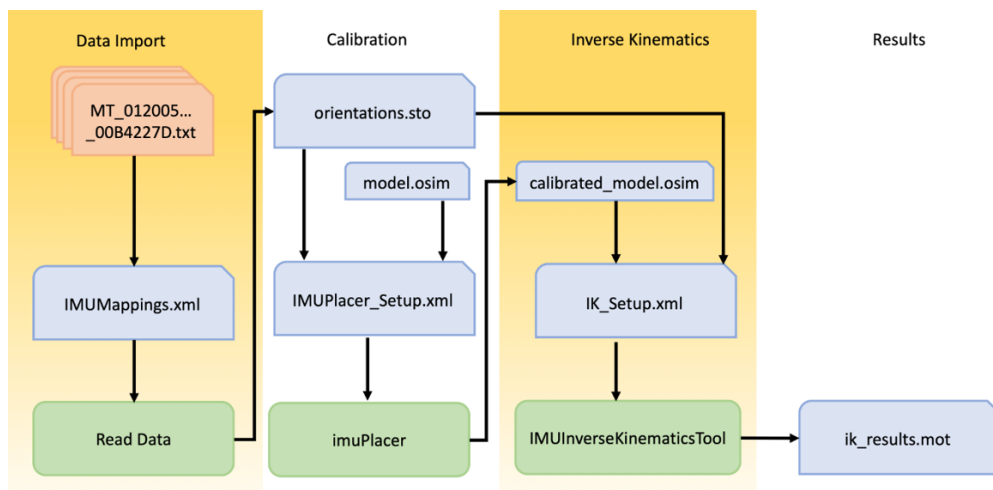 Data Import
Calibration
Inverse Kinematics
Results
MT_012005...
_00B4227D.txt
orientations.sto
model.osim
calibrated_model.osim
IMUMappings.xml
IMUPlacer_Setup.xml
IK_Setup.xml
Read Data
imuPlacer
IMUInverseKinematicsTool
ik_results.mot